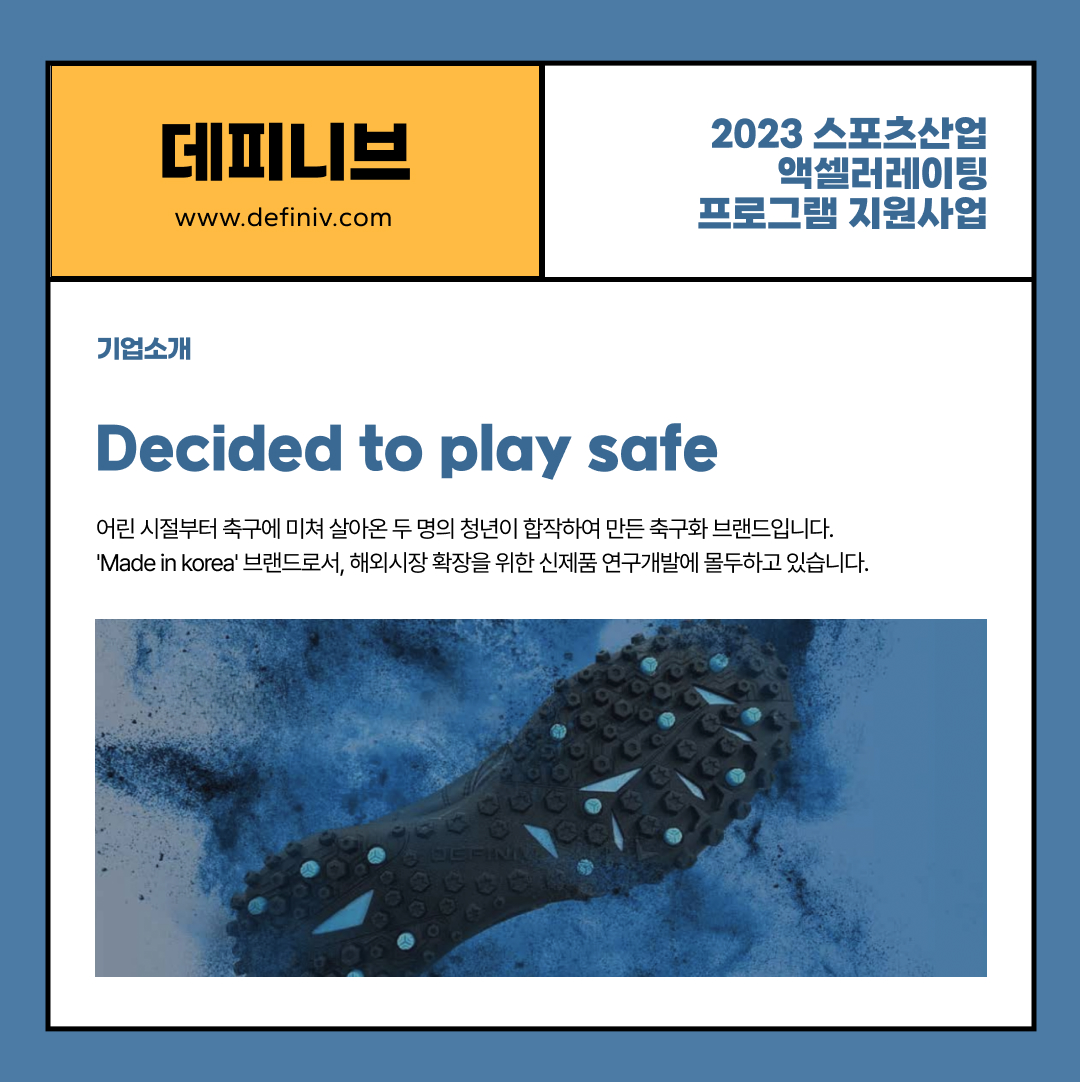 데피니브
www.definiv.com
2023 스포츠산업
액셀러레이팅
프로그램 지원사업
기업소개
Decided to play safe
어린 시절부터 축구에 미쳐 살아온 두 명의 청년이 합작하여 만든 축구화 브랜드입니다.
'Made in korea' 브랜드로서, 해외시장 확장을 위한 신제품 연구개발에 몰두하고 있습니다.
DEFINIV